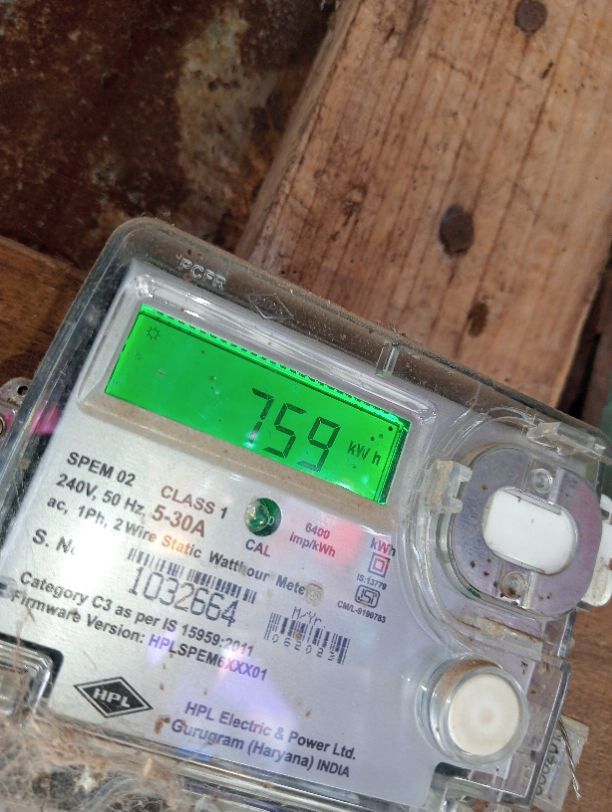 759 kWh
SPEM 02
CLASS 1
240V, 50 Hz, 5-30A
ac, 1Ph, 2 Wire Static Watthour Meter
CAL
6400
imp/kWh
kWh
IS:13779
CM/L-9190783
S. No
1032664
M/Yr.
Category C3 as per IS 15959:2011
Firmware Version: HPLSPEM6XXX01
HPL
HPL Electric & Power Ltd.
Gurugram (Haryana) INDIA